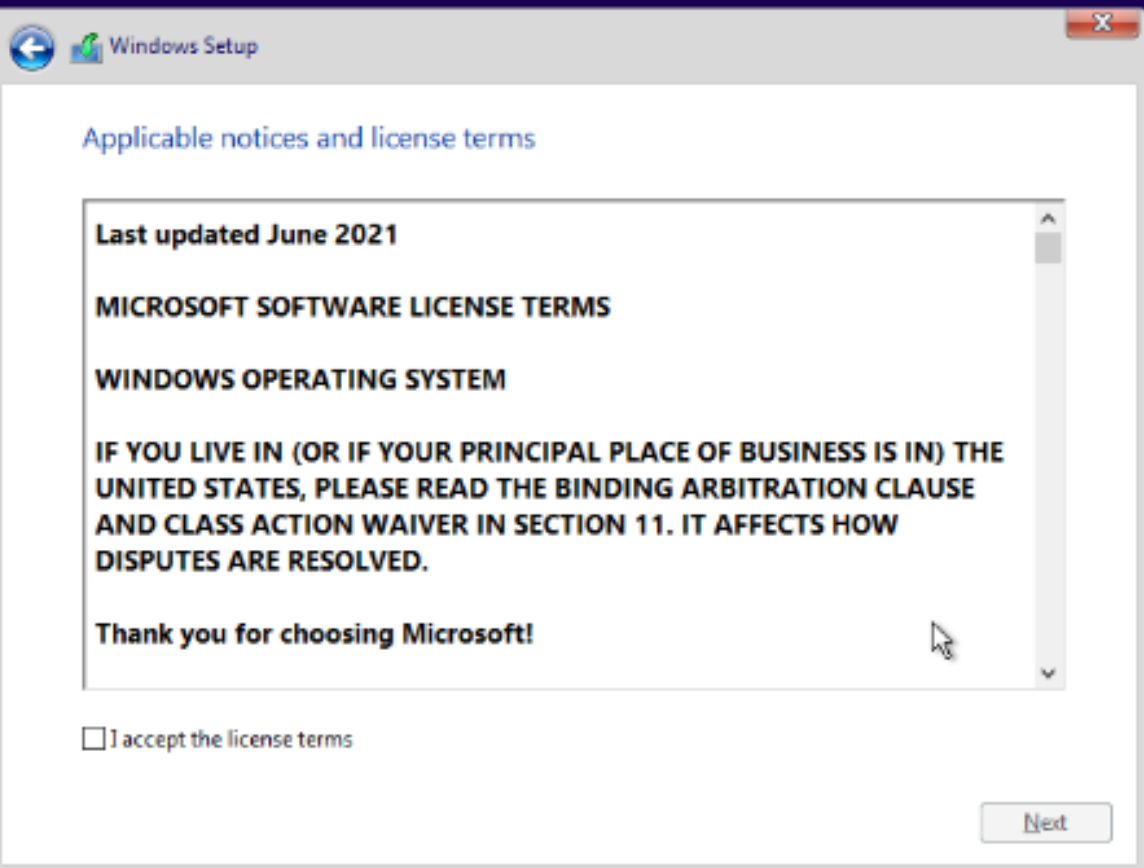 Windows Setup
Applicable notices and license terms
Last updated June 2021
MICROSOFT SOFTWARE LICENSE TERMS
WINDOWS OPERATING SYSTEM
IF YOU LIVE IN (OR IF YOUR PRINCIPAL PLACE OF BUSINESS IS IN) THE
UNITED STATES, PLEASE READ THE BINDING ARBITRATION CLAUSE
AND CLASS ACTION WAIVER IN SECTION 11. IT AFFECTS HOW
DISPUTES ARE RESOLVED.
Thank you for choosing Microsoft!
I accept the license terms
Next